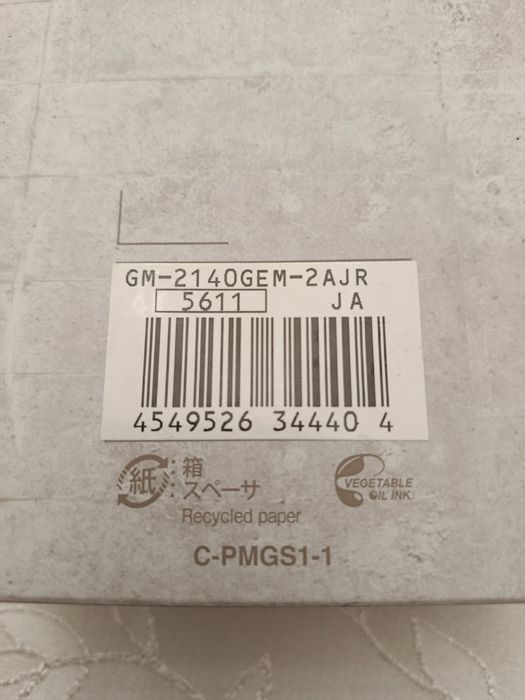 GM-2140GEM-2AJR
5611 JA
4549526 34440 4
紙 :箱
:スペーサ
VEGETABLE
OIL INK
Recycled paper
C-PMGS1-1